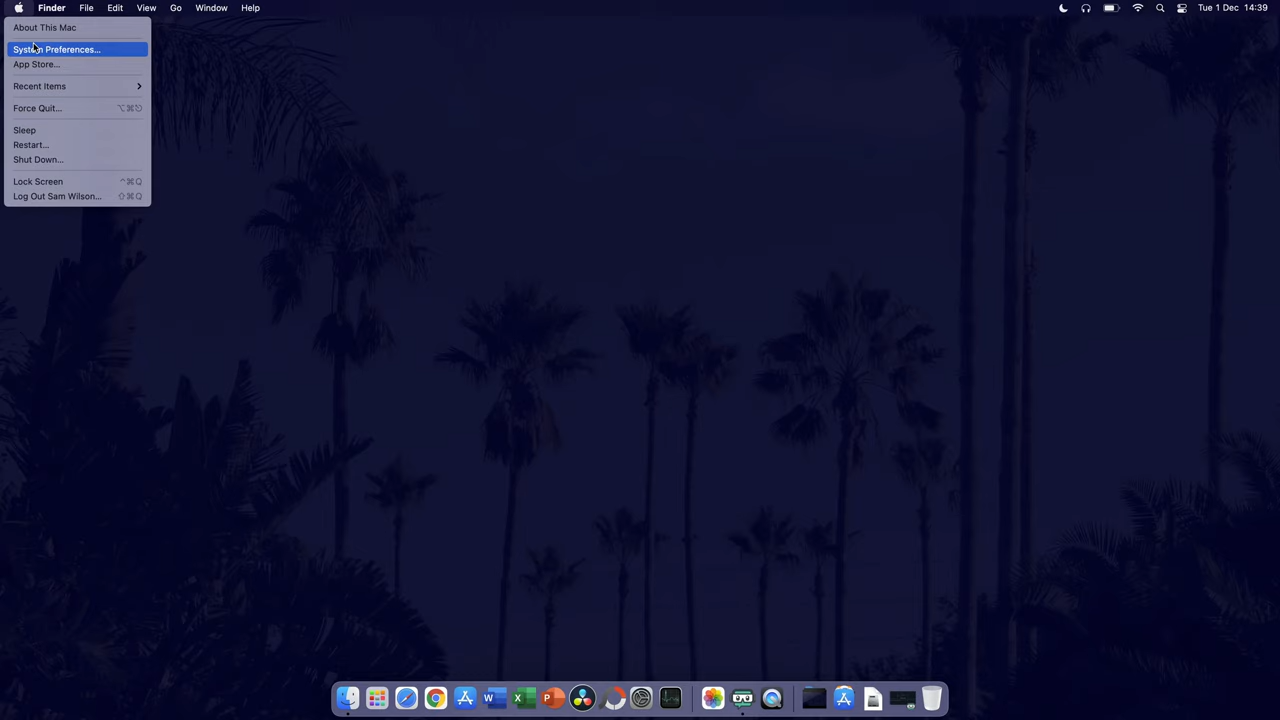 Finder File Edit View Go Window Help Tue 1 Dec 14:39
About This Mac
System Preferences...
App Store...
Recent Items
Force Quit... ⌥⌘⎋
Sleep
Restart...
Shut Down...
Lock Screen ^⌘Q
Log Out Sam Wilson... ⇧⌘Q